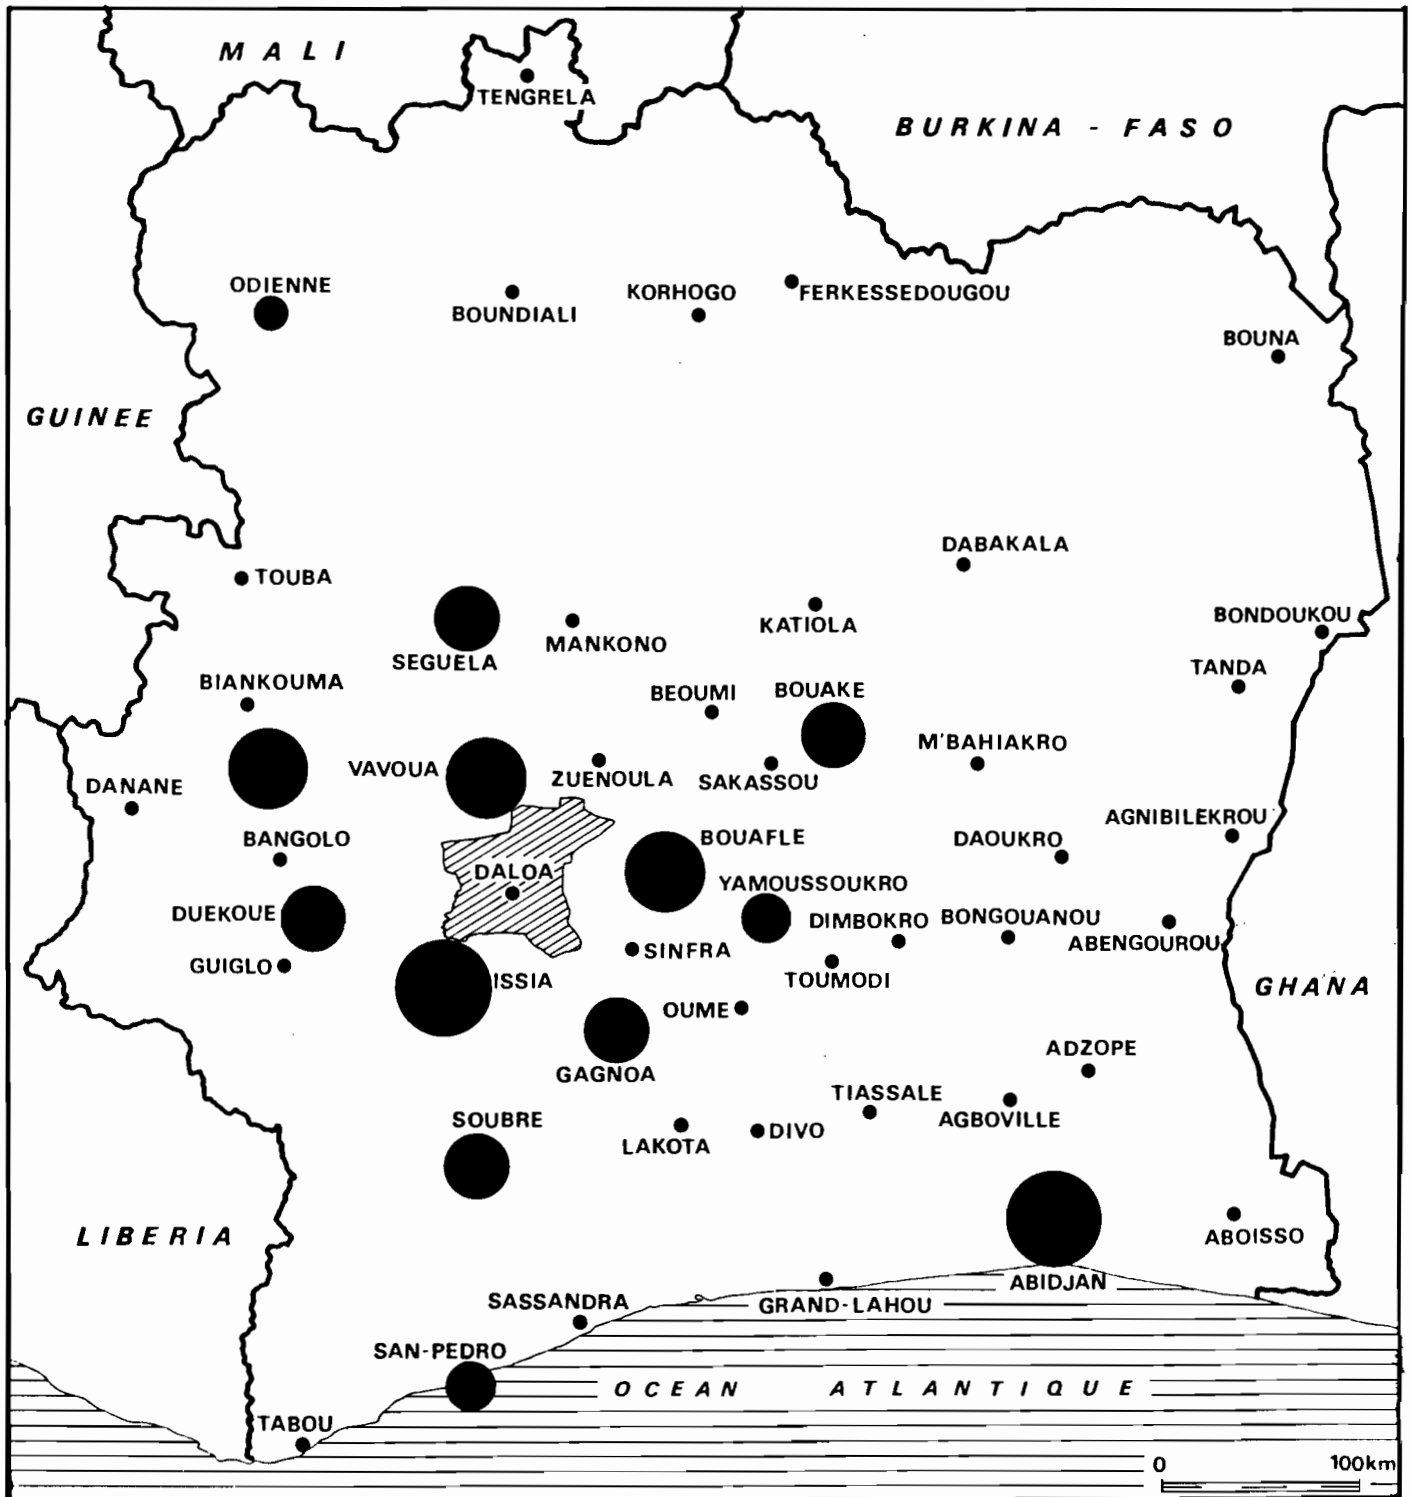 MALI
TENGRELA
BURKINA - FASO
ODIENNE
BOUNDIALI
KORHOGO
FERKESSEDOUGOU
BOUNA
GUINEE
DABAKALA
TOUBA
KATIOLA
BONDOUKOU
MANKONO
SEGUELA
TANDA
BIANKOUMA
BEOUMI
BOUAKE
M'BAHIAKRO
VAVOUA
ZUENOULA
SAKASSOU
DANANE
AGNIBILEKROU
BANGOLO
BOUAFLE
DAOUKRO
DALOA
YAMOUSSOUKRO
DUEKOUE
DIMBOKRO
BONGOUANOU
ABENGOUROU
SINFRA
GUIGLO
ISSIA
TOUMODI
GHANA
OUME
ADZOPE
GAGNOA
TIASSALE
SOUBRE
AGBOVILLE
DIVO
LAKOTA
LIBERIA
ABOISSO
ABIDJAN
SASSANDRA
GRAND-LAHOU
SAN-PEDRO
OCEAN ATLANTIQUE
TABOU
0 100km